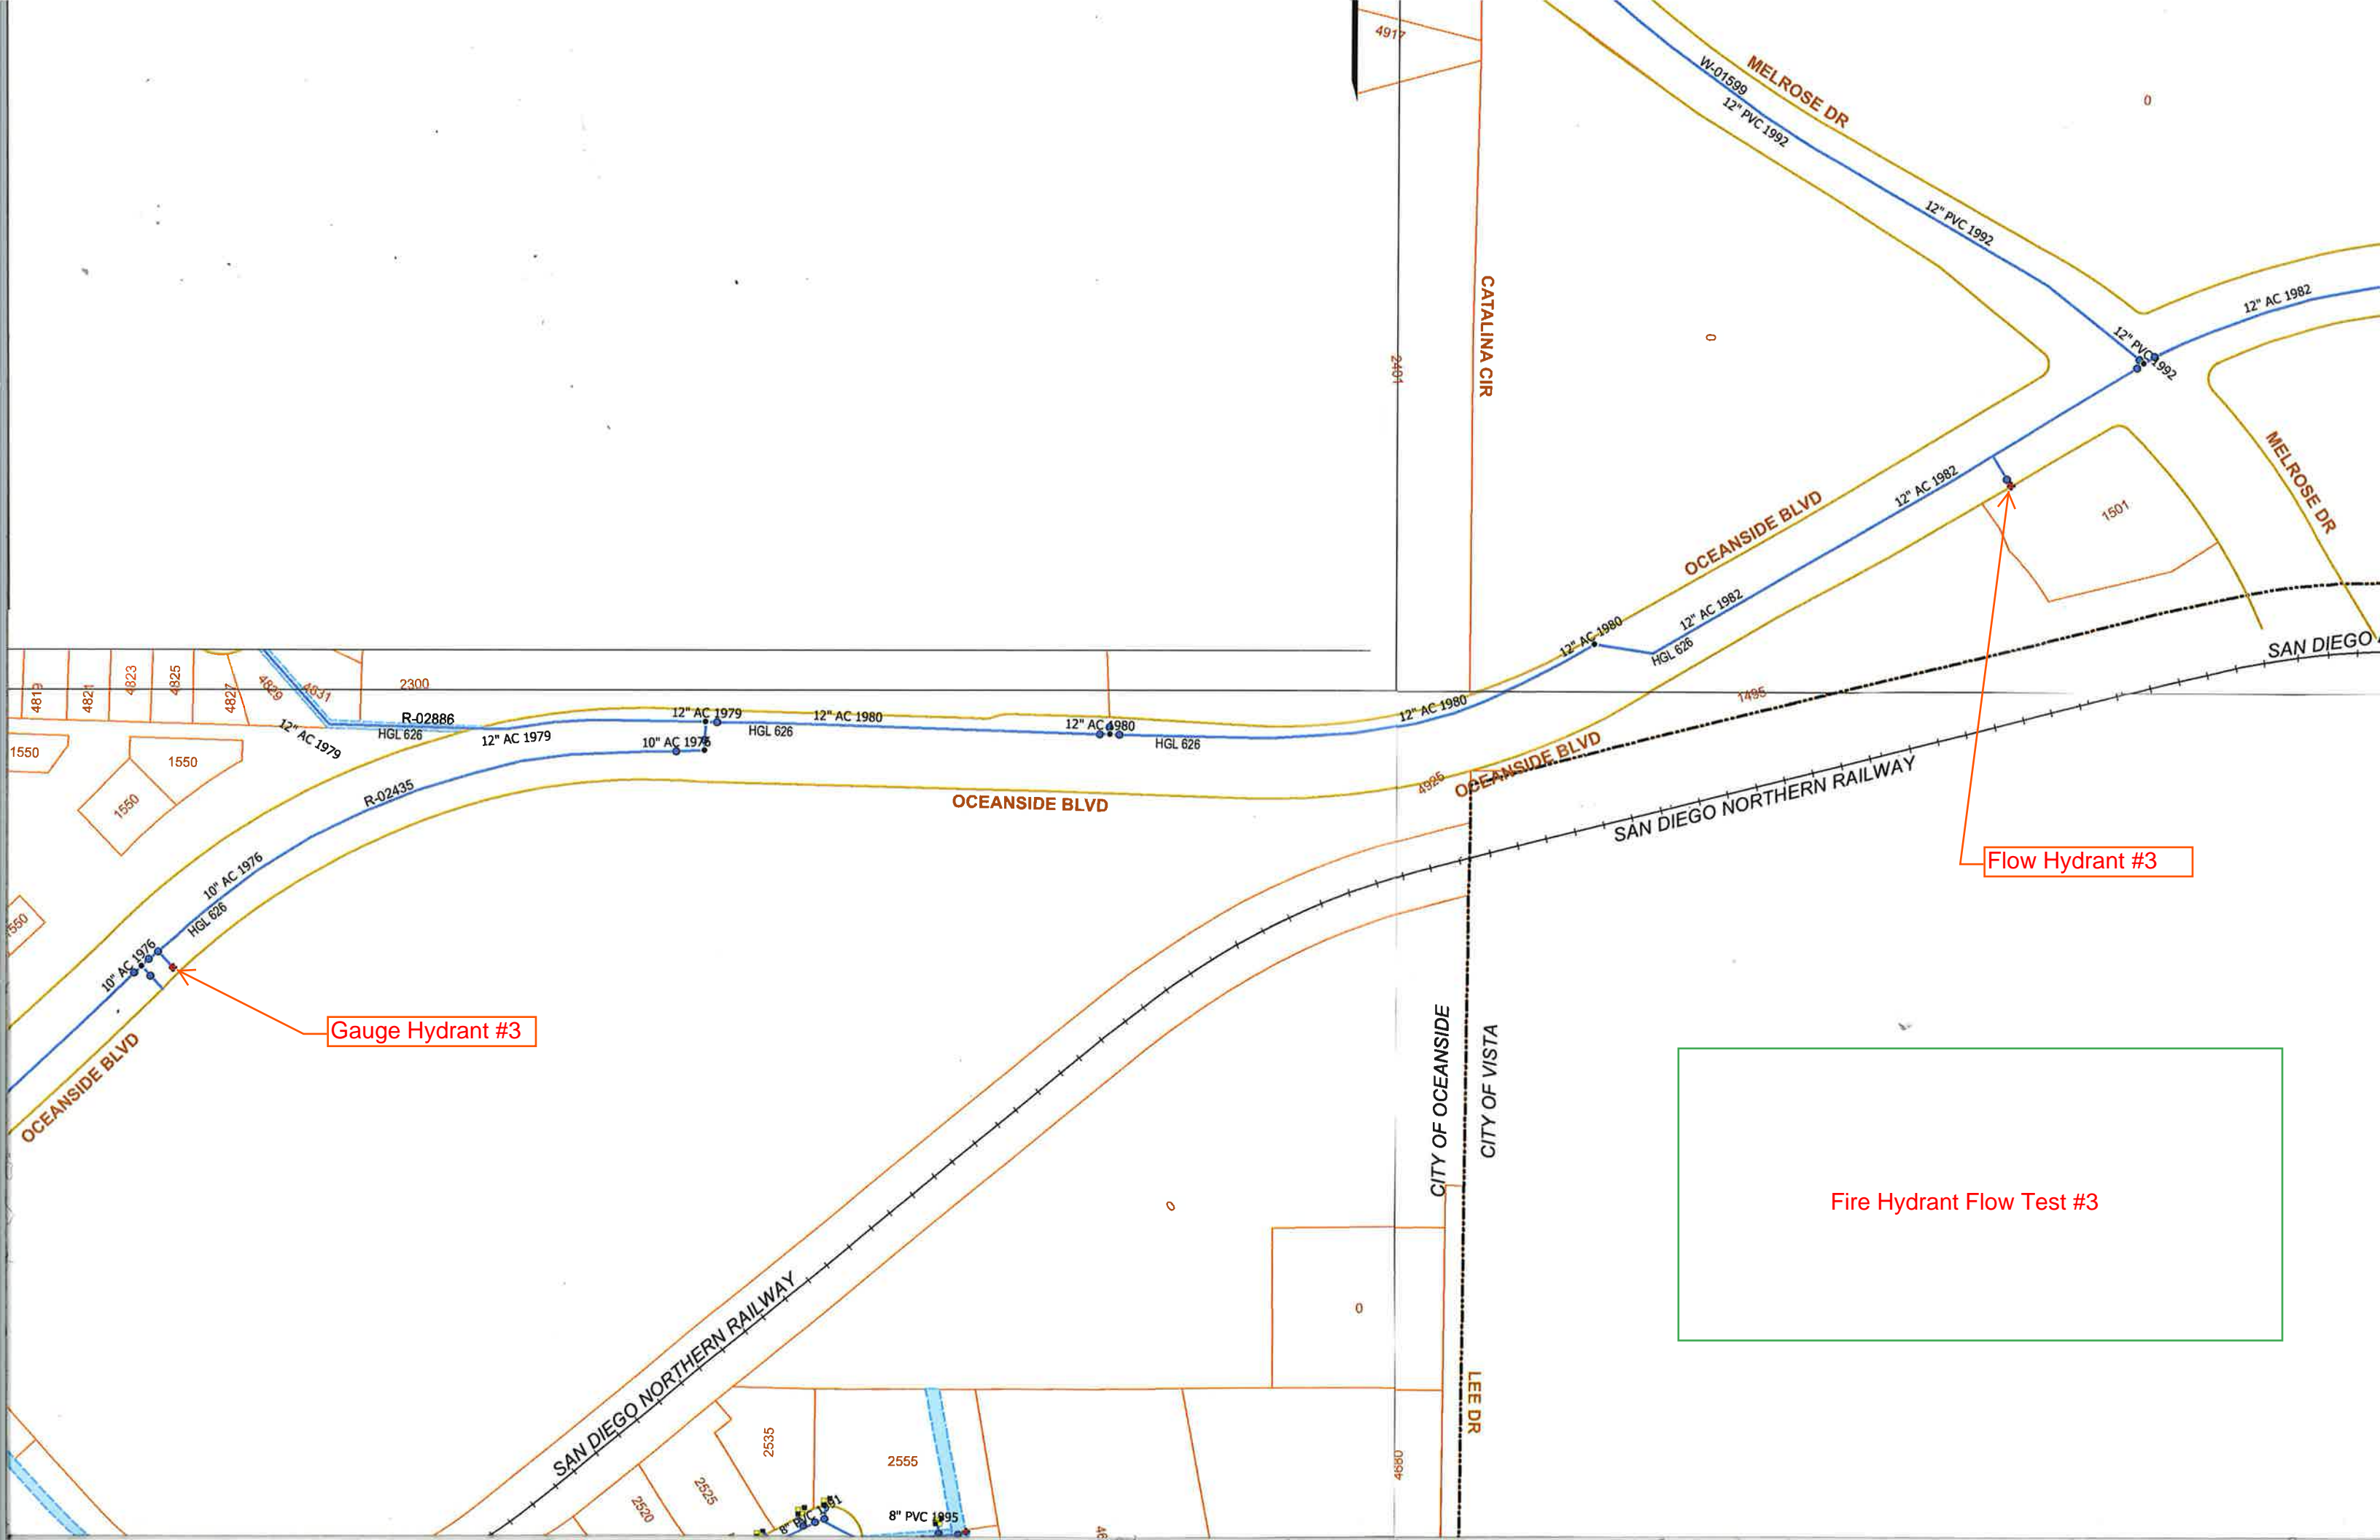 4917
W-01599
MELROSE DR
12" PVC 1992
0
12" PVC 1992
12" AC 1982
CATALINA CIR
0
2401
12" PVC 1992
MELROSE DR
12" AC 1982
1501
OCEANSIDE BLVD
12" AC 1982
12" AC 1980
HGL 626
SAN DIEGO
4819
4821
4823
4825
4827
4829
4831
2300
1495
R-02886
HGL 626
12" AC 1979
12" AC 1979
12" AC 1979
10" AC 1976
HGL 626
12" AC 1980
12" AC 1980
HGL 626
12" AC 1980
1550
1550
1550
1550
R-02435
OCEANSIDE BLVD
4925
OCEANSIDE BLVD
SAN DIEGO NORTHERN RAILWAY
Flow Hydrant #3
10" AC 1976
HGL 626
10" AC 1976
Gauge Hydrant #3
OCEANSIDE BLVD
CITY OF OCEANSIDE
CITY OF VISTA
Fire Hydrant Flow Test #3
0
0
SAN DIEGO NORTHERN RAILWAY
LEE DR
2535
2555
2525
2520
4680
8" PVC 1991
8" PVC 1995
46